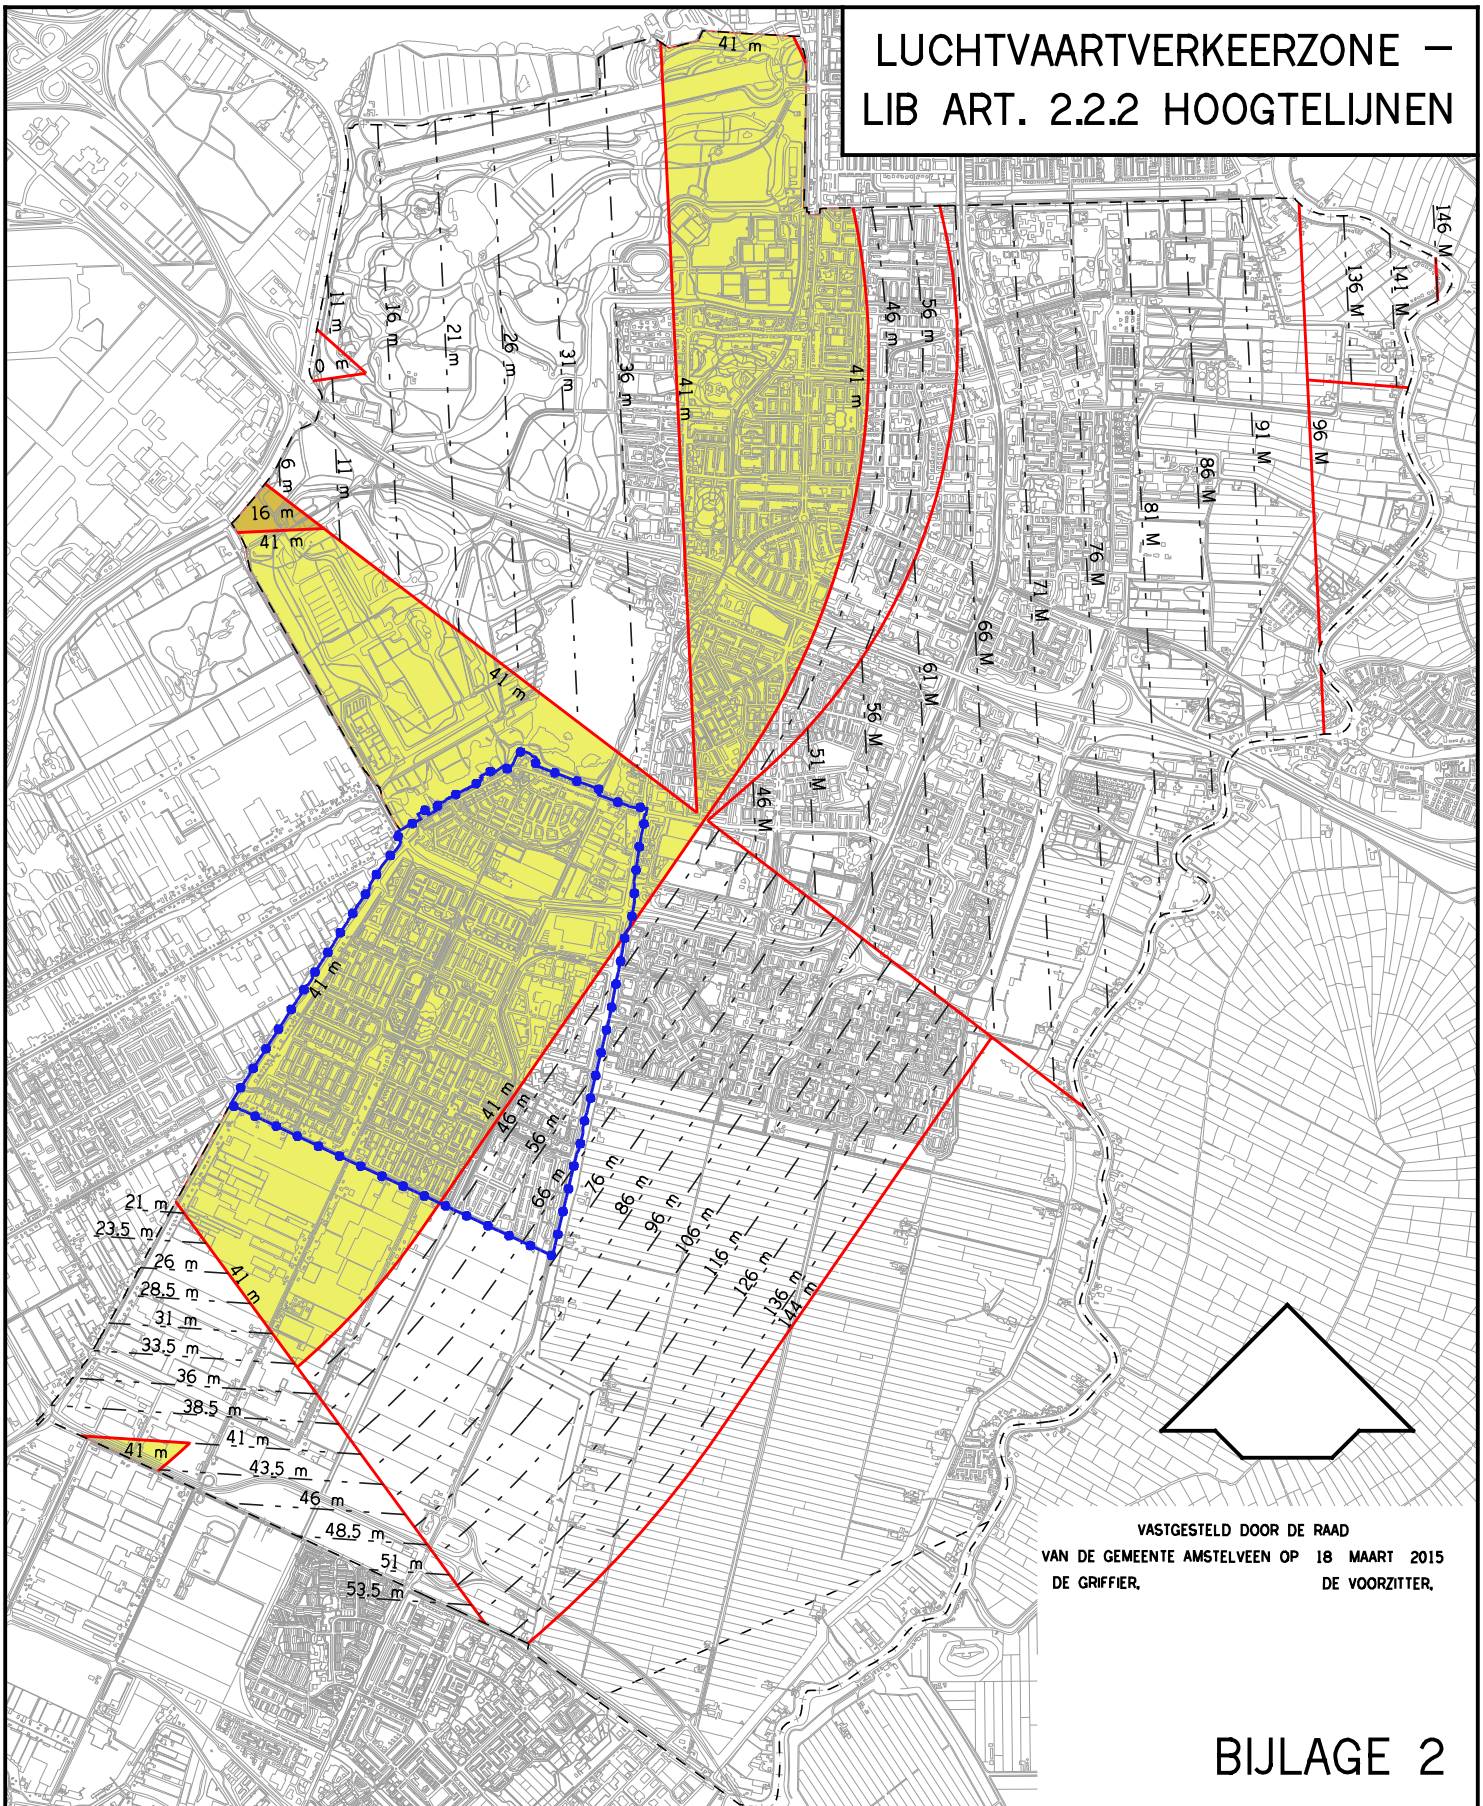 LUCHTVAARTVERKEERZONE –
LIB ART. 2.2.2 HOOGTELIJNEN
41 m
146 M
136 M
141 M
11 m
16 m
21 m
26 m
31 m
36 m
41 m
41 m
46 m
56 m
0 m
6 m
11 m
16 m
41 m
96 M
91 M
86 M
81 M
76 M
71 M
66 M
61 M
56 M
51 M
46 M
41 m
41 m
41 m
46 m
56 m
66 m
76 m
86 m
96 m
106 m
116 m
126 m
136 m
144 m
21 m
23.5 m
26 m
28.5 m
31 m
33.5 m
36 m
38.5 m
41 m
41 m
41 m
43.5 m
46 m
48.5 m
51 m
53.5 m
VASTGESTELD DOOR DE RAAD
VAN DE GEMEENTE AMSTELVEEN OP 18 MAART 2015
DE GRIFFIER, DE VOORZITTER,
BIJLAGE 2